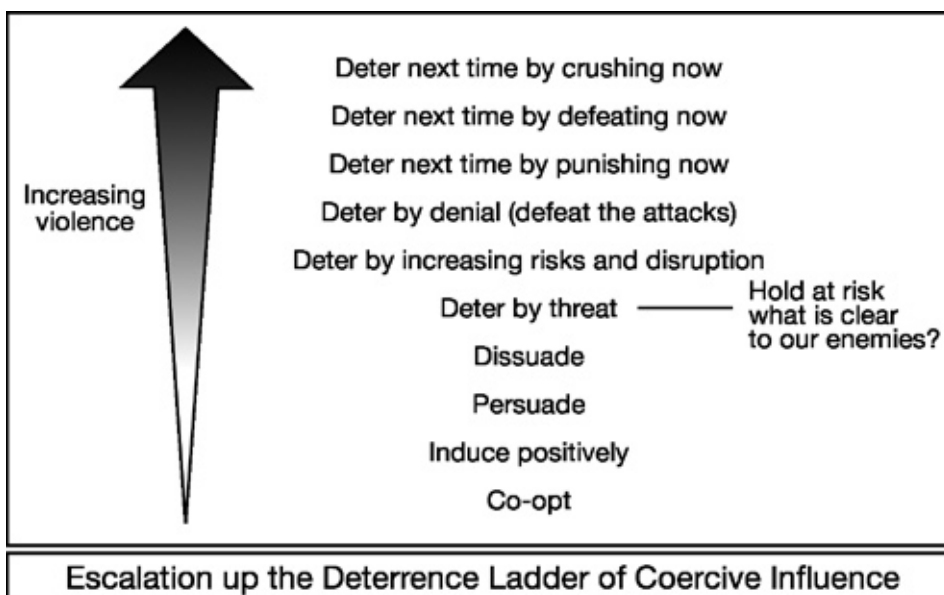 Deter next time by crushing now
Deter next time by defeating now
Deter next time by punishing now
Increasing
violence
Deter by denial (defeat the attacks)
Deter by increasing risks and disruption
Deter by threat
Hold at risk
what is clear
to our enemies?
Dissuade
Persuade
Induce positively
Co-opt
Escalation up the Deterrence Ladder of Coercive Influence